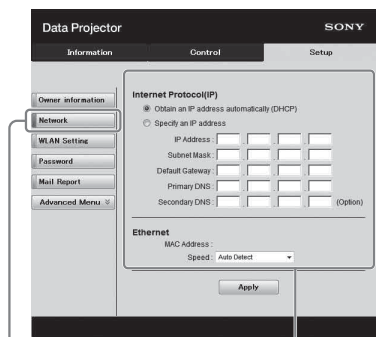 Data Projector
SONY
Information
Control
Setup
Owner information
Network
WLAN Setting
Password
Mail Report
Advanced Menu
Internet Protocol(IP)
Obtain an IP address automatically (DHCP)
Specify an IP address
IP Address :
Subnet Mask :
Default Gateway :
Primary DNS :
Secondary DNS : (Option)
Ethernet
MAC Address :
Speed : Auto Detect
Apply